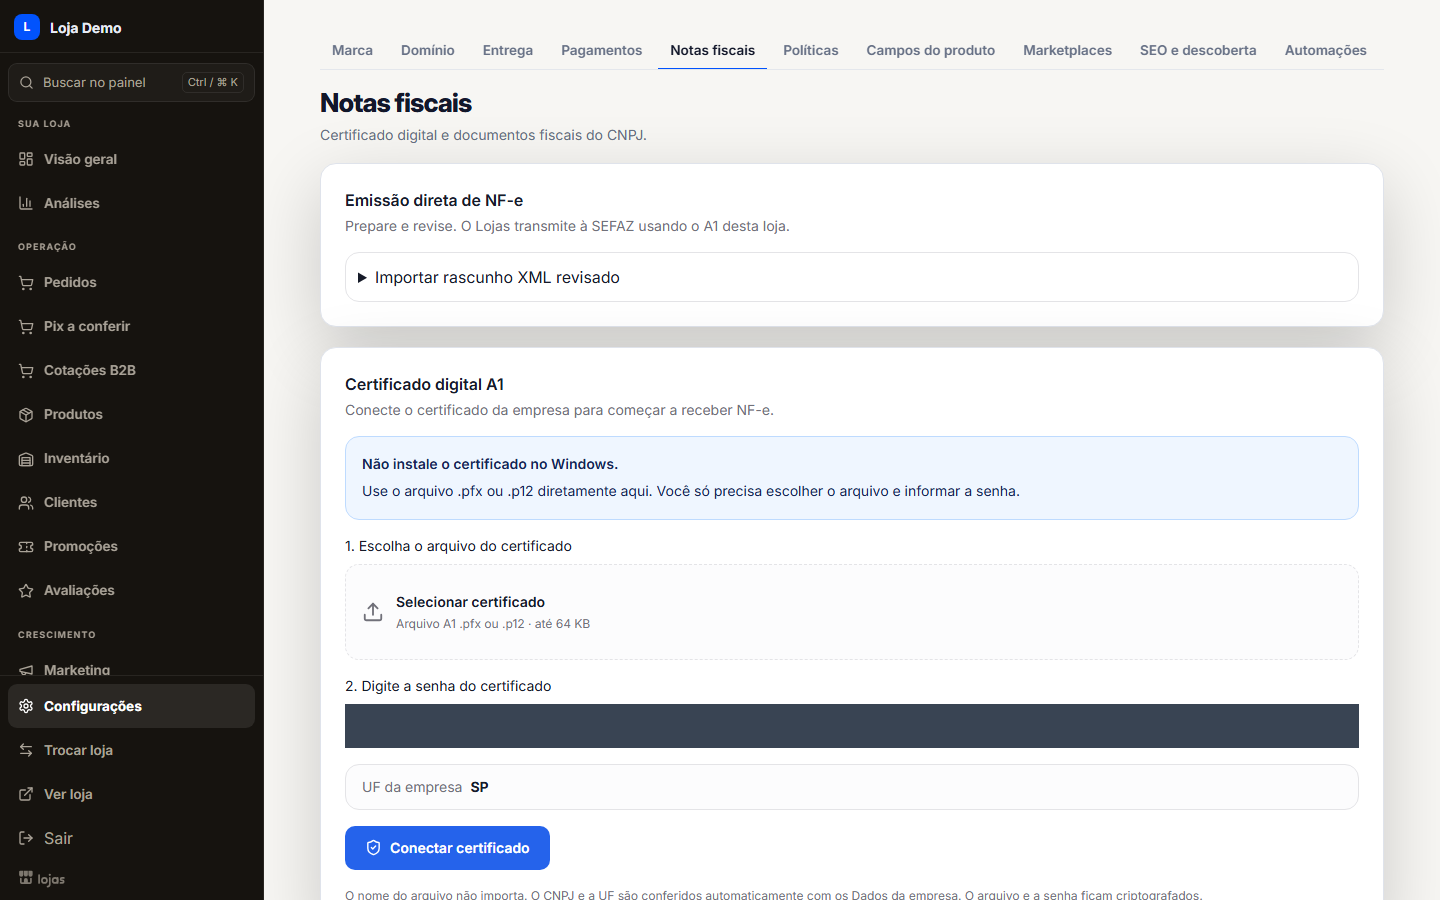 L Loja Demo
Buscar no painel Ctrl / ⌘ K
SUA LOJA
Visão geral
Análises
OPERAÇÃO
Pedidos
Pix a conferir
Cotações B2B
Produtos
Inventário
Clientes
Promoções
Avaliações
CRESCIMENTO
Marketing
Configurações
Trocar loja
Ver loja
Sair
lojas
Marca Domínio Entrega Pagamentos Notas fiscais Políticas Campos do produto Marketplaces SEO e descoberta Automações
Notas fiscais
Certificado digital e documentos fiscais do CNPJ.
Emissão direta de NF-e
Prepare e revise. O Lojas transmite à SEFAZ usando o A1 desta loja.
Importar rascunho XML revisado
Certificado digital A1
Conecte o certificado da empresa para começar a receber NF-e.
Não instale o certificado no Windows.
Use o arquivo .pfx ou .p12 diretamente aqui. Você só precisa escolher o arquivo e informar a senha.
1. Escolha o arquivo do certificado
Selecionar certificado
Arquivo A1 .pfx ou .p12 · até 64 KB
2. Digite a senha do certificado
UF da empresa SP
Conectar certificado
O nome do arquivo não importa. O CNPJ e a UF são conferidos automaticamente com os Dados da empresa. O arquivo e a senha ficam criptografados.